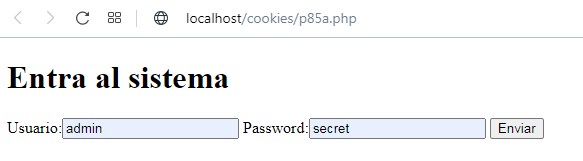 localhost/cookies/p85a.php
Entra al sistema
Usuario:admin Password:secret Enviar